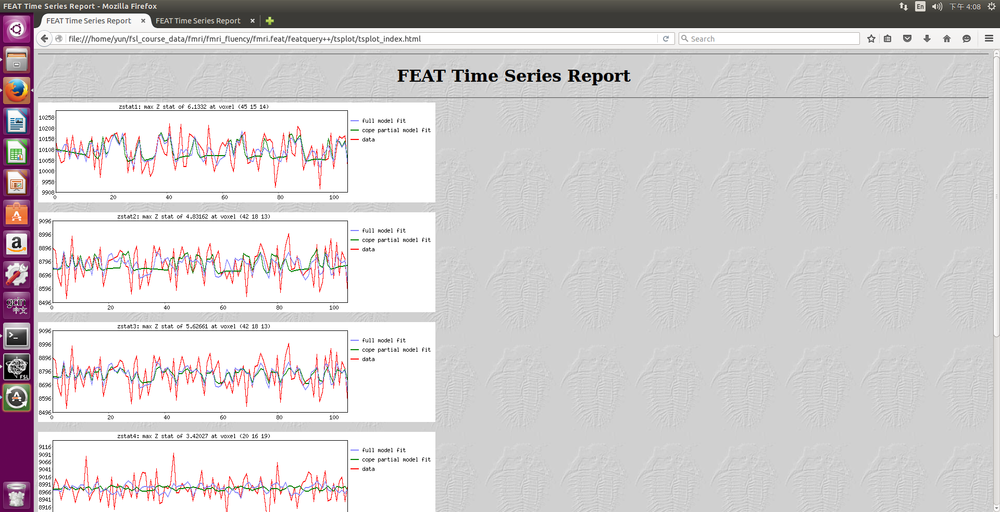 FEAT Time Series Report - Mozilla Firefox
En
下午 4:08
FEAT Time Series Report ×
FEAT Time Series Report ×
file:///home/yun/fsl_course_data/fmri/fmri_fluency/fmri.feat/featquery++/tsplot/tsplot_index.html
Search
FEAT Time Series Report
zstat1: max Z stat of 6.1332 at voxel (45 15 14)
10258
10208
10158
10108
10058
10008
9958
9908
0 20 40 60 80 100
full model fit
cope partial model fit
data
zstat2: max Z stat of 4.83162 at voxel (42 18 13)
9096
8996
8896
8796
8696
8596
8496
0 20 40 60 80 100
full model fit
cope partial model fit
data
zstat3: max Z stat of 5.62661 at voxel (42 18 13)
9096
8996
8896
8796
8696
8596
8496
0 20 40 60 80 100
full model fit
cope partial model fit
data
zstat4: max Z stat of 3.42027 at voxel (20 16 19)
9116
9091
9066
9041
9016
8991
8966
8941
8916
full model fit
cope partial model fit
data
a
gcin
中文
>_
FSL